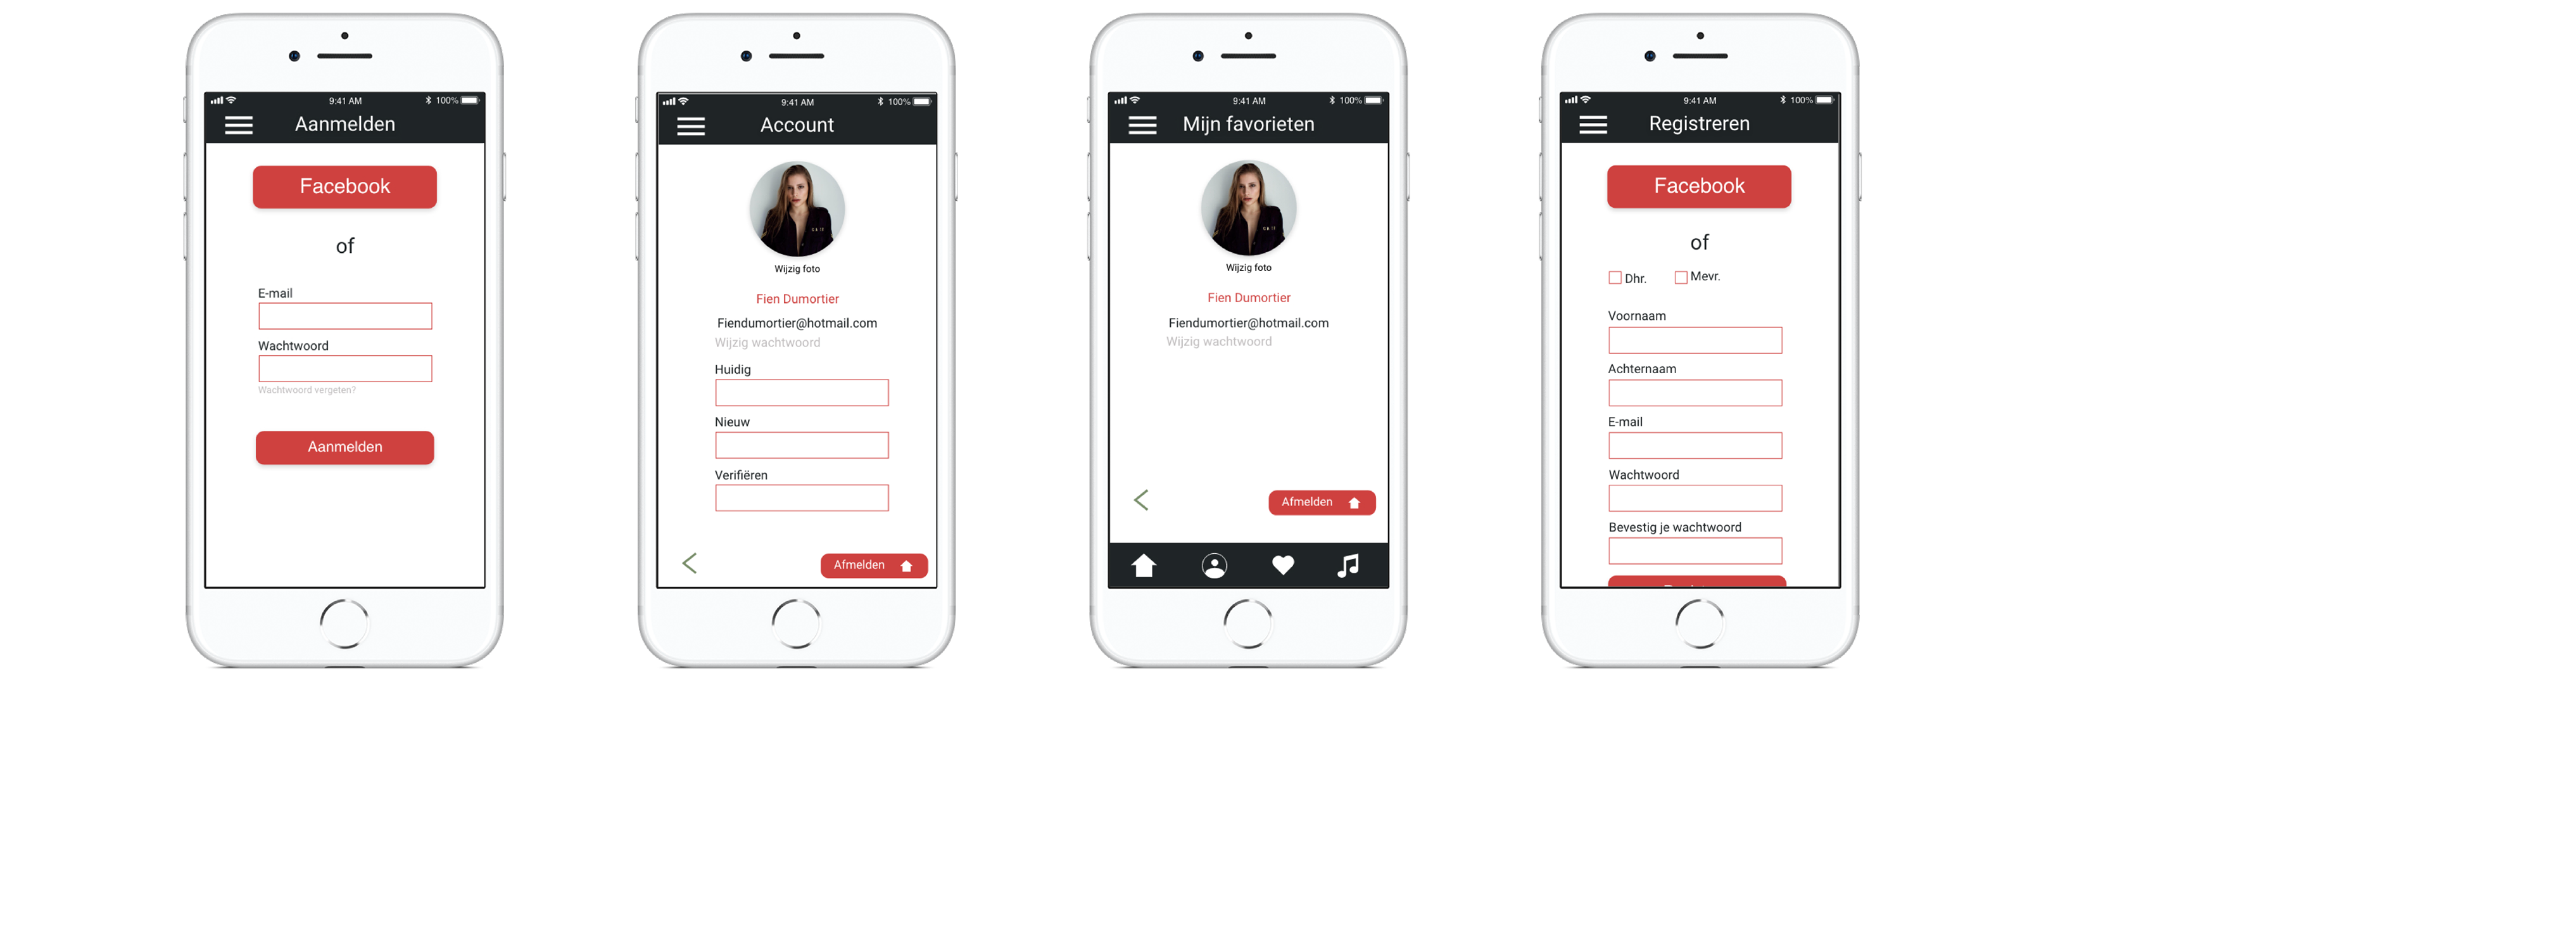 9:41 AM 100%
Aanmelden
Facebook
of
E-mail
Wachtwoord
Wachtwoord vergeten?
Aanmelden
9:41 AM 100%
Account
Wijzig foto
Fien Dumortier
Fiendumortier@hotmail.com
Wijzig wachtwoord
Huidig
Nieuw
Verifiëren
Afmelden
9:41 AM 100%
Mijn favorieten
Wijzig foto
Fien Dumortier
Fiendumortier@hotmail.com
Wijzig wachtwoord
Afmelden
9:41 AM 100%
Registreren
Facebook
of
Dhr. Mevr.
Voornaam
Achternaam
E-mail
Wachtwoord
Bevestig je wachtwoord